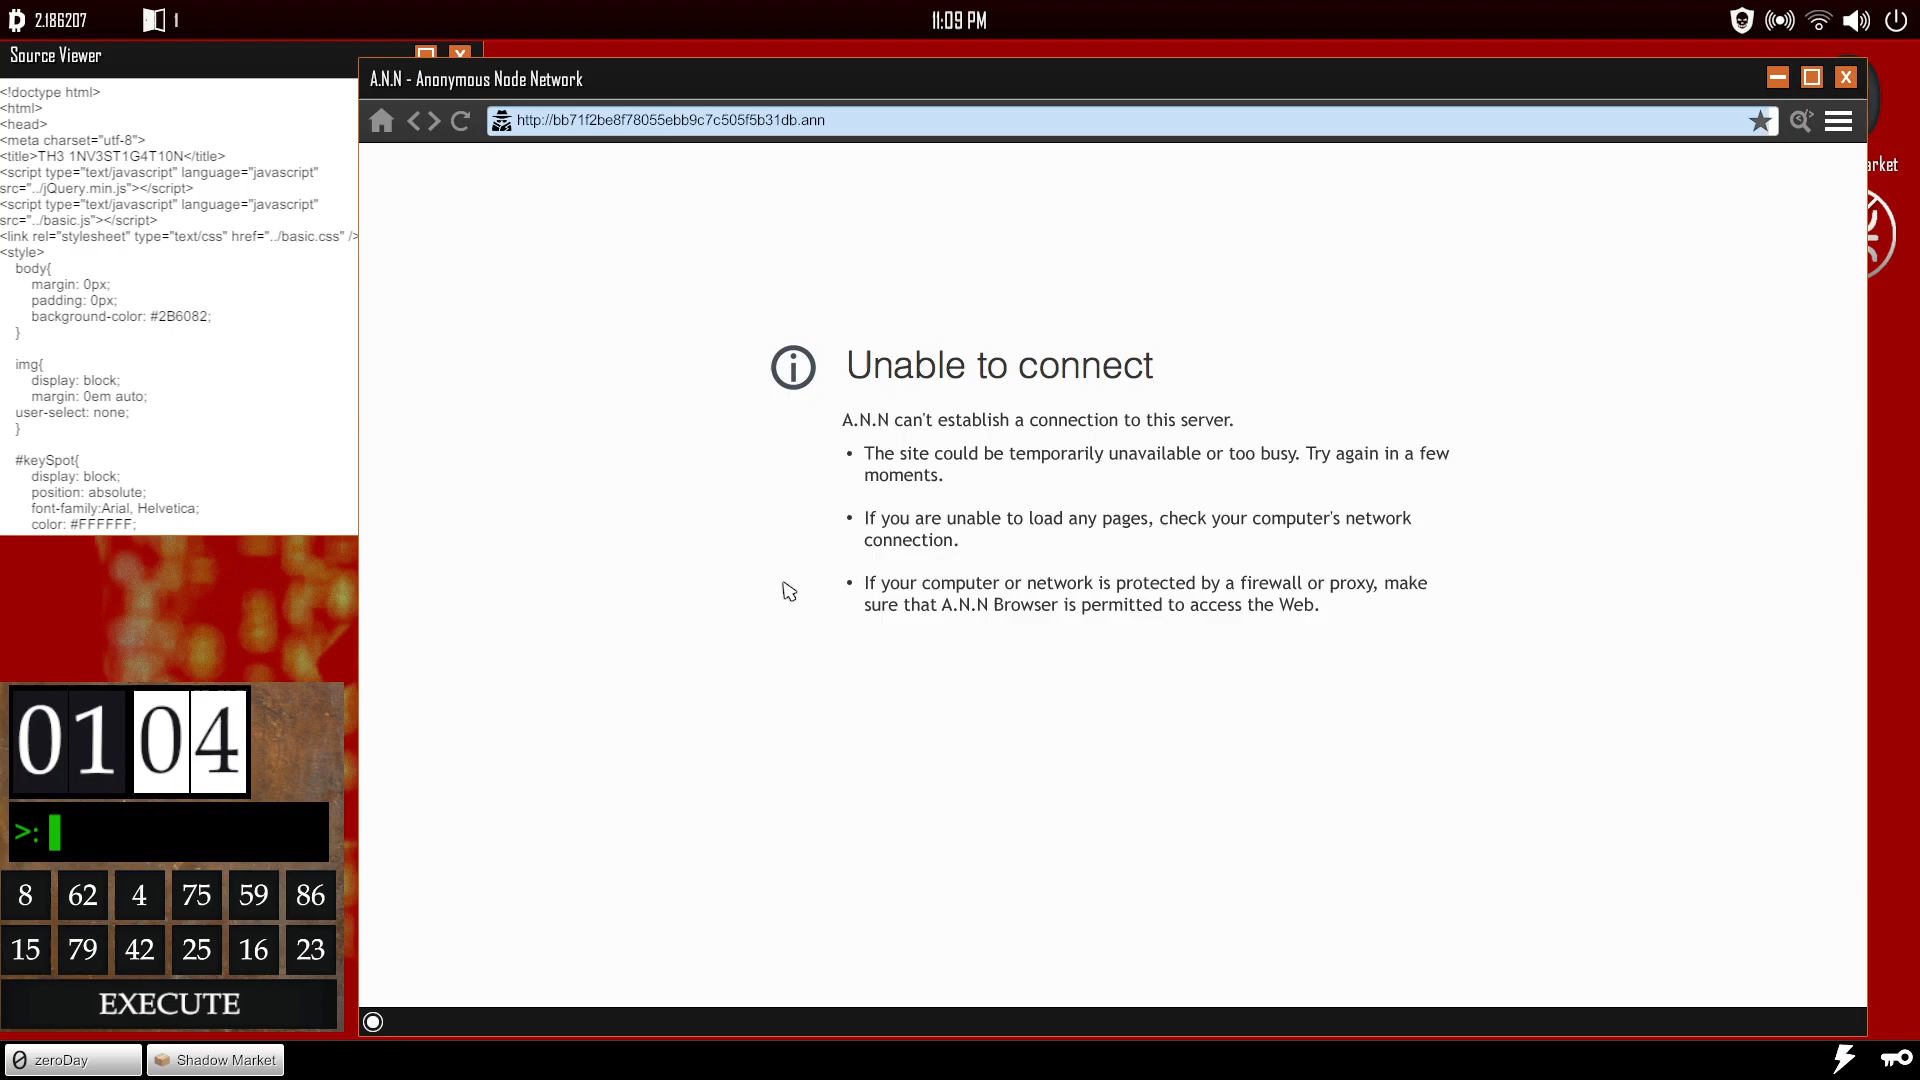 2.186207
1
11:09 PM
Source Viewer
<!doctype html>
<html>
<head>
<meta charset="utf-8">
<title>TH3 1NV3ST1G4T10N</title>
<script type="text/javascript" language="javascript"
src="../jQuery.min.js"></script>
<script type="text/javascript" language="javascript"
src="../basic.js"></script>
<link rel="stylesheet" type="text/css" href="../basic.css" />
<style>
body{
margin: 0px;
padding: 0px;
background-color: #2B6082;
}
img{
display: block;
margin: 0em auto;
user-select: none;
}
#keySpot{
display: block;
position: absolute;
font-family:Arial, Helvetica;
color: #FFFFFF;
A.N.N - Anonymous Node Network
http://bb71f2be8f78055ebb9c7c505f5b31db.ann
Unable to connect
A.N.N can't establish a connection to this server.
• The site could be temporarily unavailable or too busy. Try again in a few
moments.
• If you are unable to load any pages, check your computer's network
connection.
• If your computer or network is protected by a firewall or proxy, make
sure that A.N.N Browser is permitted to access the Web.
01 04
>:
8 62 4 75 59 86
15 79 42 25 16 23
EXECUTE
zeroDay
Shadow Market